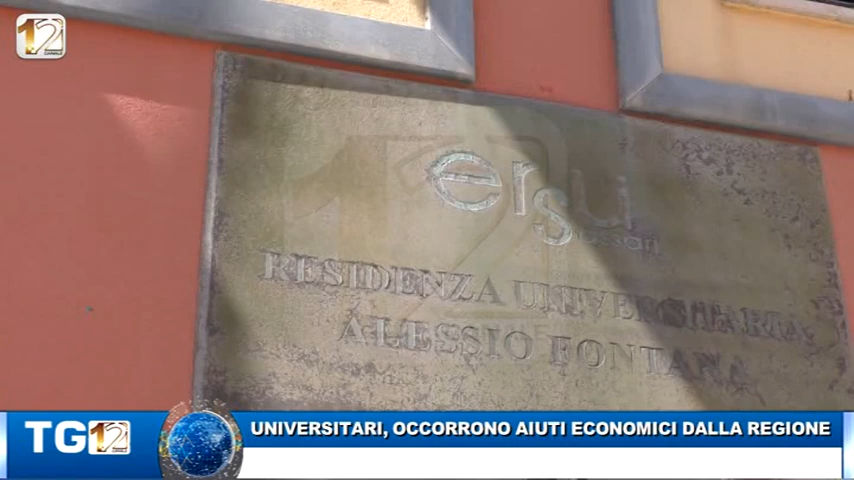 12
ersu
sassari
RESIDENZA UNIVERSITARIA
ALESSIO FONTANA
TG12
UNIVERSITARI, OCCORRONO AIUTI ECONOMICI DALLA REGIONE